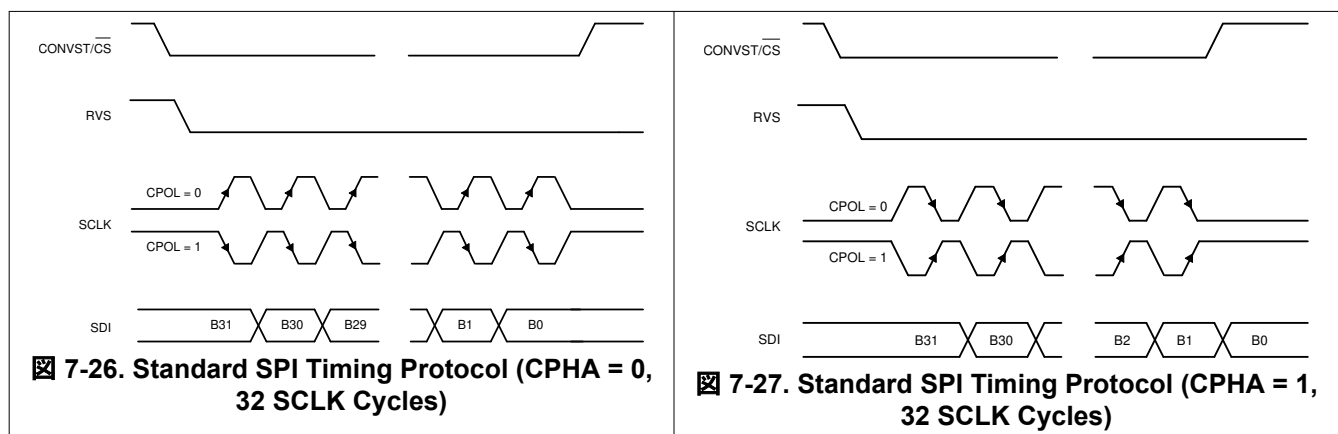 CONVST/CS
RVS
CPOL = 0
SCLK
CPOL = 1
SDI
B31 B30 B29 B1 B0
図 7-26. Standard SPI Timing Protocol (CPHA = 0,
32 SCLK Cycles)
CONVST/CS
RVS
CPOL = 0
SCLK
CPOL = 1
SDI
B31 B30 B2 B1 B0
図 7-27. Standard SPI Timing Protocol (CPHA = 1,
32 SCLK Cycles)